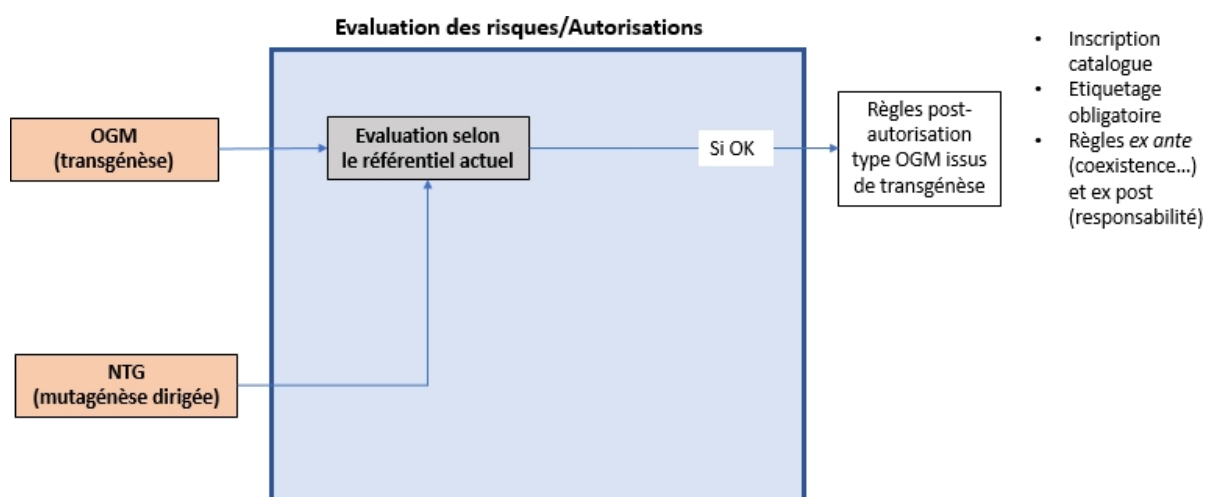 Evaluation des risques/Autorisations
OGM
(transgénèse)
Evaluation selon
le référentiel actuel
Si OK
Règles post-
autorisation
type OGM issus
de transgénèse
• Inscription
catalogue
• Etiquetage
obligatoire
• Règles ex ante
(coexistence...)
et ex post
(responsabilité)
NTG
(mutagénèse dirigée)